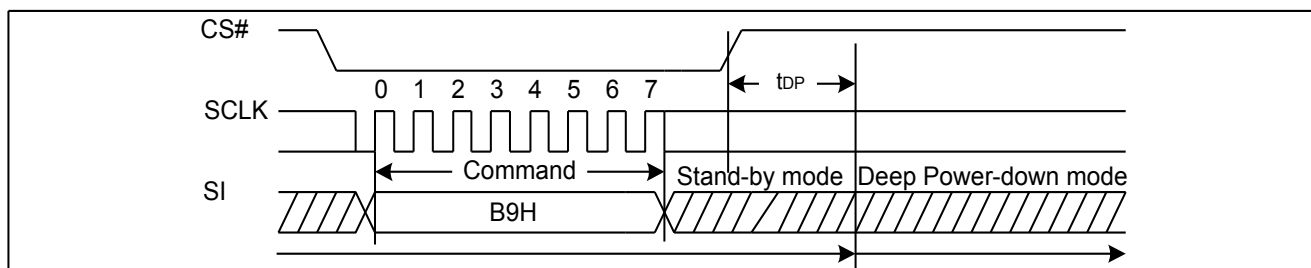 CS#
tDP
0 1 2 3 4 5 6 7
SCLK
Command
Stand-by mode Deep Power-down mode
SI
B9H